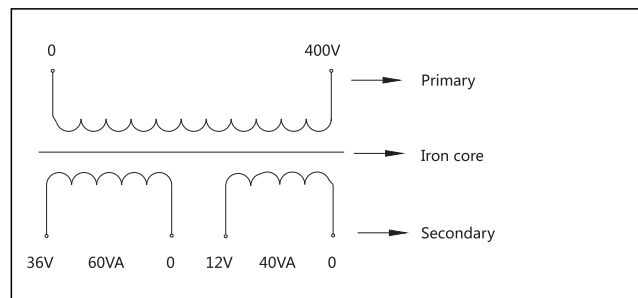 0 400V
Primary
Iron core
Secondary
36V 60VA 0 12V 40VA 0